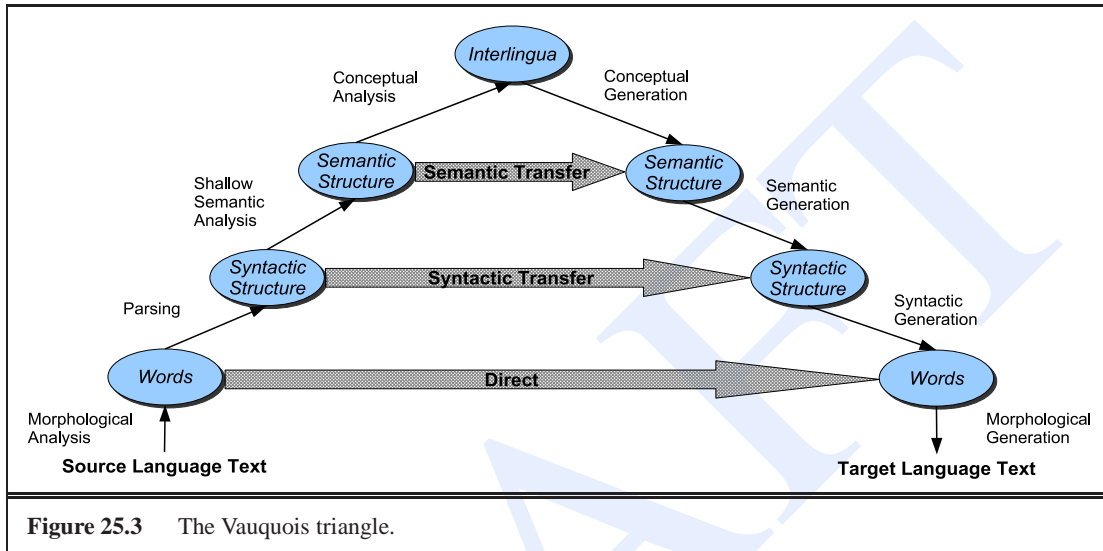 Interlingua
Conceptual
Analysis
Conceptual
Generation
Semantic
Structure
Semantic Transfer
Semantic
Structure
Shallow
Semantic
Analysis
Semantic
Generation
Syntactic
Structure
Syntactic Transfer
Syntactic
Structure
Parsing
Syntactic
Generation
Words
Direct
Words
Morphological
Analysis
Morphological
Generation
Source Language Text
Target Language Text
Figure 25.3 The Vauquois triangle.